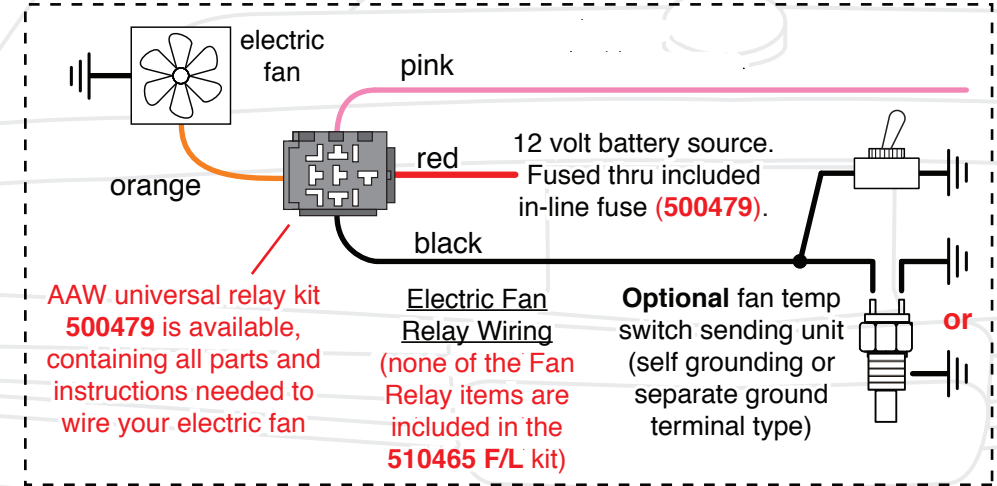 electric
fan
pink
orange
red
12 volt battery source.
Fused thru included
in-line fuse (500479).
black
AAW universal relay kit
500479 is available,
containing all parts and
instructions needed to
wire your electric fan
Electric Fan
Relay Wiring
(none of the Fan
Relay items are
included in the
510465 F/L kit)
Optional fan temp
switch sending unit
(self grounding or
separate ground
terminal type)
or